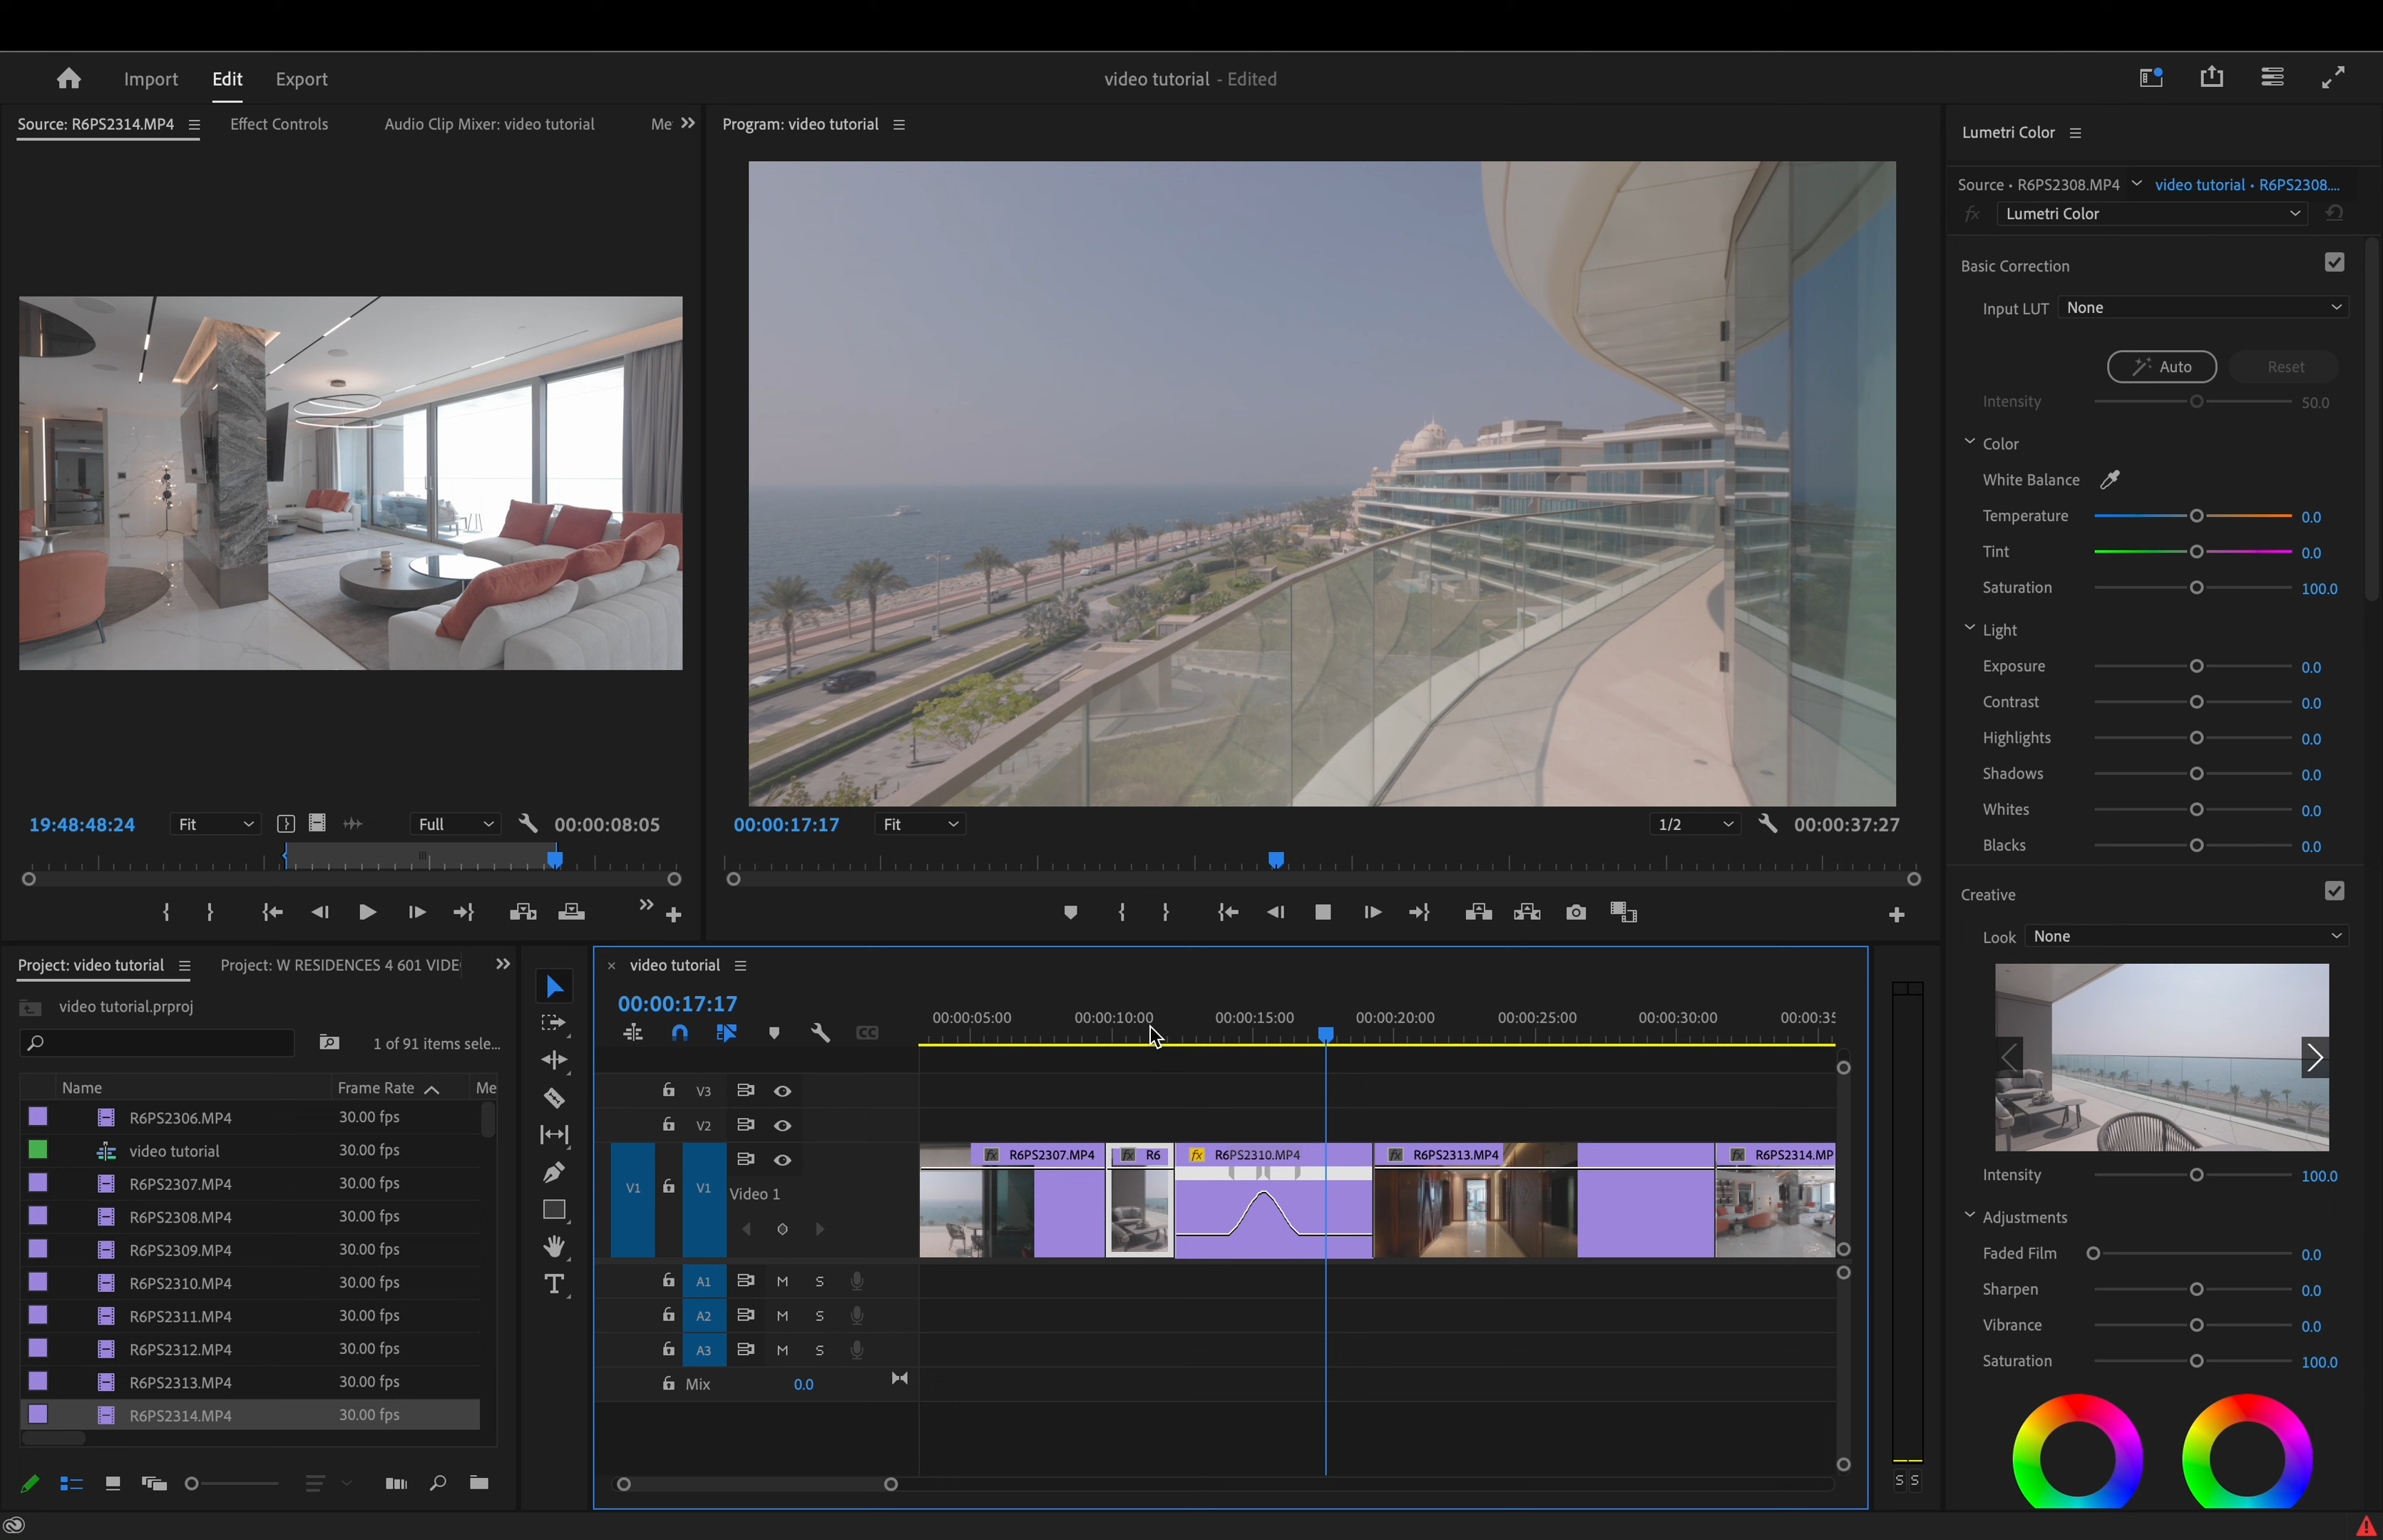 Import Edit Export
video tutorial - Edited
Source: R6PS2314.MP4 Effect Controls Audio Clip Mixer: video tutorial Me
Program: video tutorial
Lumetri Color
Source • R6PS2308.MP4 video tutorial • R6PS2308....
fx Lumetri Color
Basic Correction
Input LUT None
Auto Reset
Intensity 50.0
Color
White Balance
Temperature 0.0
Tint 0.0
Saturation 100.0
Light
Exposure 0.0
Contrast 0.0
Highlights 0.0
Shadows 0.0
Whites 0.0
Blacks 0.0
19:48:48:24 Fit Full 00:00:08:05
00:00:17:17 Fit 1/2 00:00:37:27
Creative
Look None
Intensity 100.0
Adjustments
Faded Film 0.0
Sharpen 0.0
Vibrance 0.0
Saturation 100.0
Project: video tutorial Project: W RESIDENCES 4 601 VIDE
video tutorial.prproj
1 of 91 items sele...
Name Frame Rate Me
R6PS2306.MP4 30.00 fps
video tutorial 30.00 fps
R6PS2307.MP4 30.00 fps
R6PS2308.MP4 30.00 fps
R6PS2309.MP4 30.00 fps
R6PS2310.MP4 30.00 fps
R6PS2311.MP4 30.00 fps
R6PS2312.MP4 30.00 fps
R6PS2313.MP4 30.00 fps
R6PS2314.MP4 30.00 fps
T
× video tutorial
00:00:17:17
CC
00:00:05:00 00:00:10:00 00:00:15:00 00:00:20:00 00:00:25:00 00:00:30:00 00:00:35
V3
V2
fx R6PS2307.MP4 fx R6 fx R6PS2310.MP4 fx R6PS2313.MP4 fx R6PS2314.MP
V1 V1 Video 1
A1 M S
A2 M S
A3 M S
Mix 0.0
S S